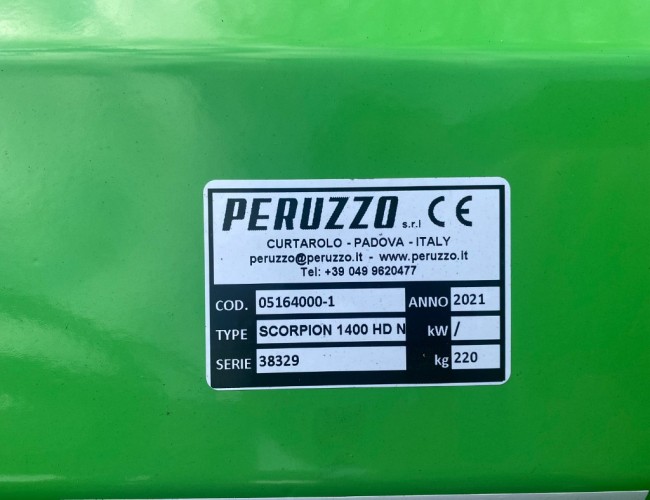 PERUZZO s.r.l CE
CURTAROLO - PADOVA - ITALY
peruzzo@peruzzo.it - www.peruzzo.it
Tel: +39 049 9620477
COD. 05164000-1 ANNO 2021
TYPE SCORPION 1400 HD N kW /
SERIE 38329 kg 220